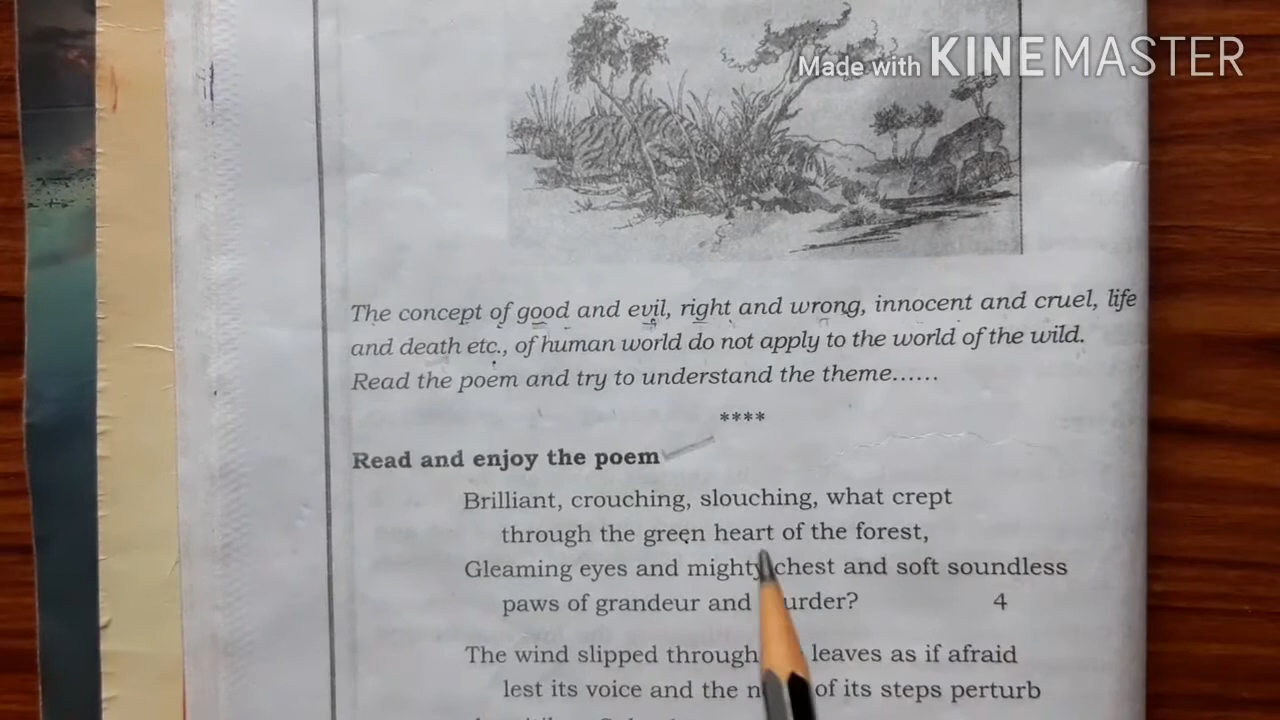 Made with KINEMASTER
The concept of good and evil, right and wrong, innocent and cruel, life
and death etc., of human world do not apply to the world of the wild.
Read the poem and try to understand the theme......
****
Read and enjoy the poem
Brilliant, crouching, slouching, what crept
through the green heart of the forest,
Gleaming eyes and mighty chest and soft soundless
paws of grandeur and murder? 4
The wind slipped through leaves as if afraid
lest its voice and the of its steps perturb